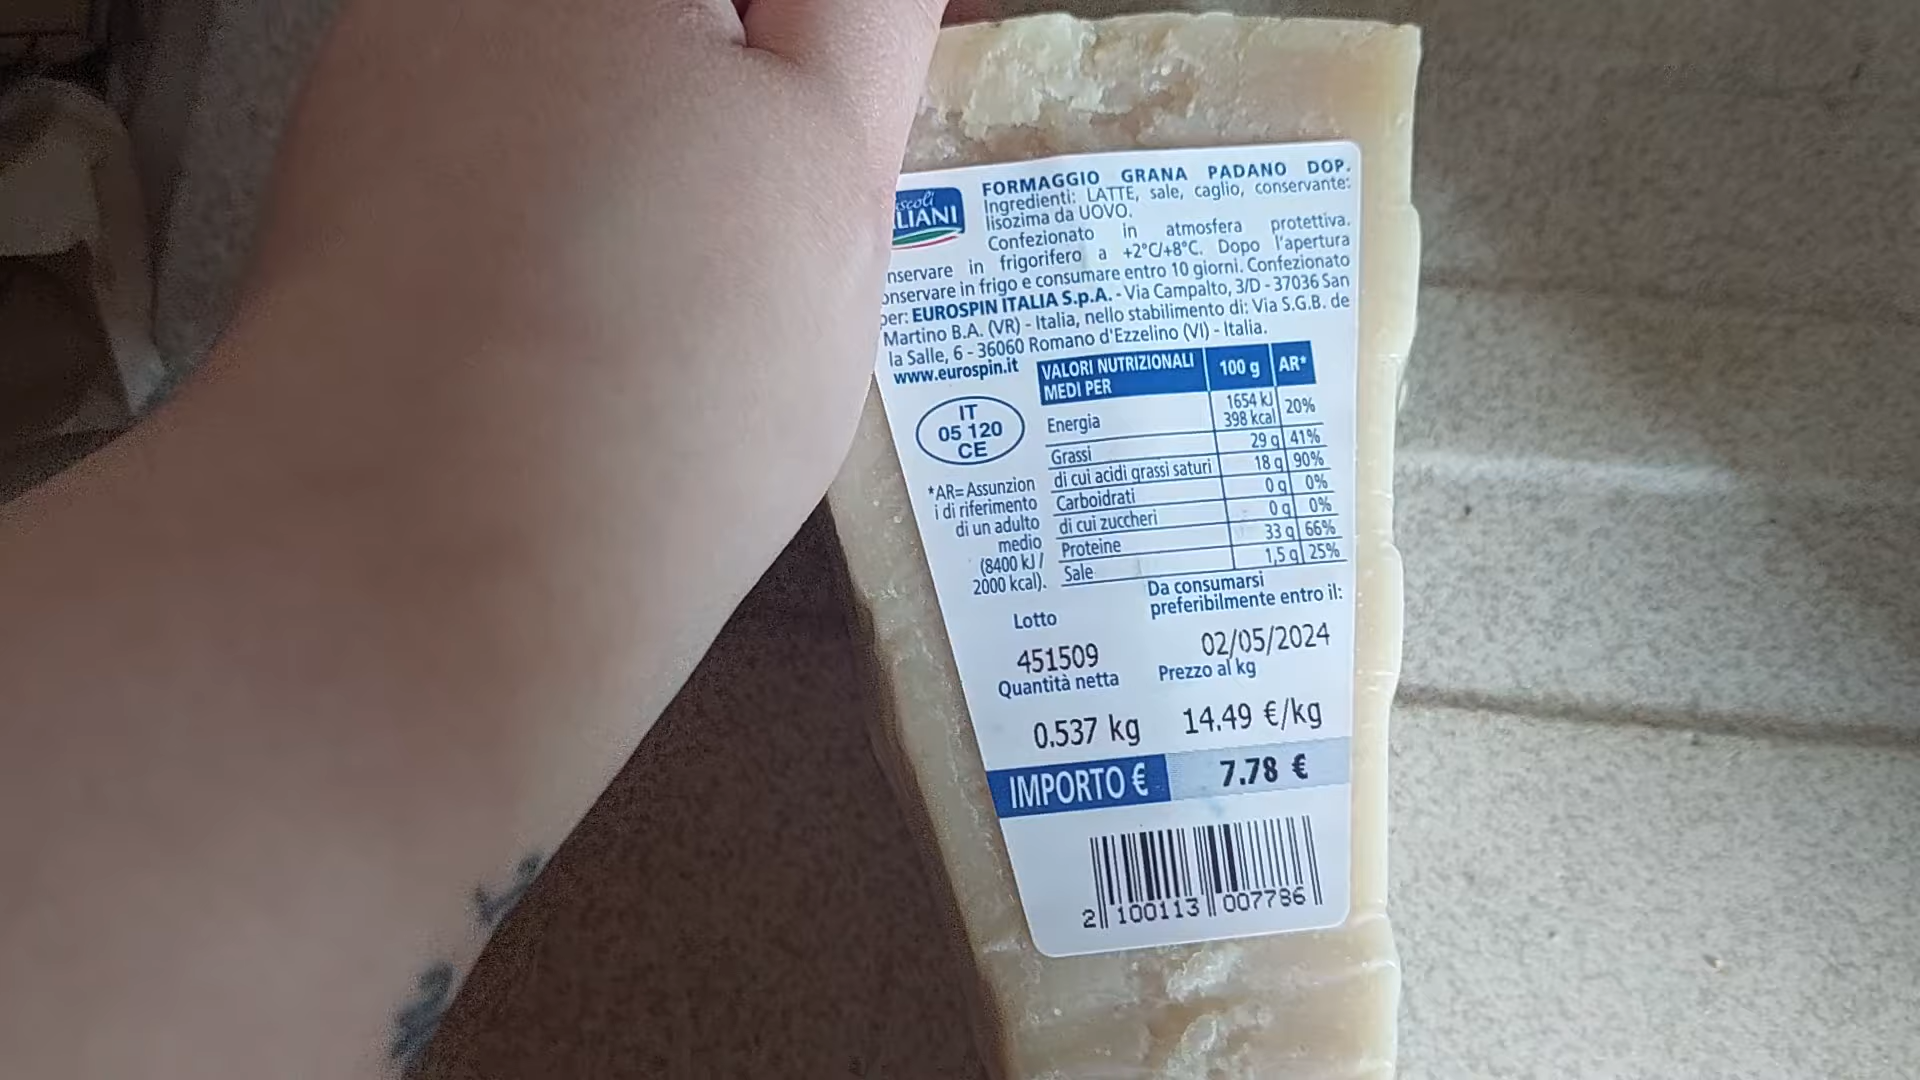 LIANI
FORMAGGIO GRANA PADANO DOP.
Ingredienti: LATTE, sale, caglio, conservante:
lisozima da UOVO.
Confezionato in atmosfera protettiva.
nservare in frigorifero a +2°C/+8°C. Dopo l'apertura
onservare in frigo e consumare entro 10 giorni. Confezionato
per: EUROSPIN ITALIA S.p.A. - Via Campalto, 3/D - 37036 San
Martino B.A. (VR) - Italia, nello stabilimento di: Via S.G.B. de
la Salle, 6 - 36060 Romano d'Ezzelino (VI) - Italia.
www.eurospin.it
VALORI NUTRIZIONALI MEDI PER 100 g AR*
Energia 1654 kJ 398 kcal 20%
Grassi 29 g 41%
di cui acidi grassi saturi 18 g 90%
Carboidrati 0 g 0%
di cui zuccheri 0 g 0%
Proteine 33 g 66%
Sale 1,5 g 25%
IT
05 120
CE
*AR= Assunzion
i di riferimento
di un adulto
medio
(8400 kJ /
2000 kcal).
Da consumarsi
preferibilmente entro il:
02/05/2024
Lotto
451509
Quantità netta
0.537 kg
Prezzo al kg
14.49 €/kg
IMPORTO € 7.78 €
2 100113 007786